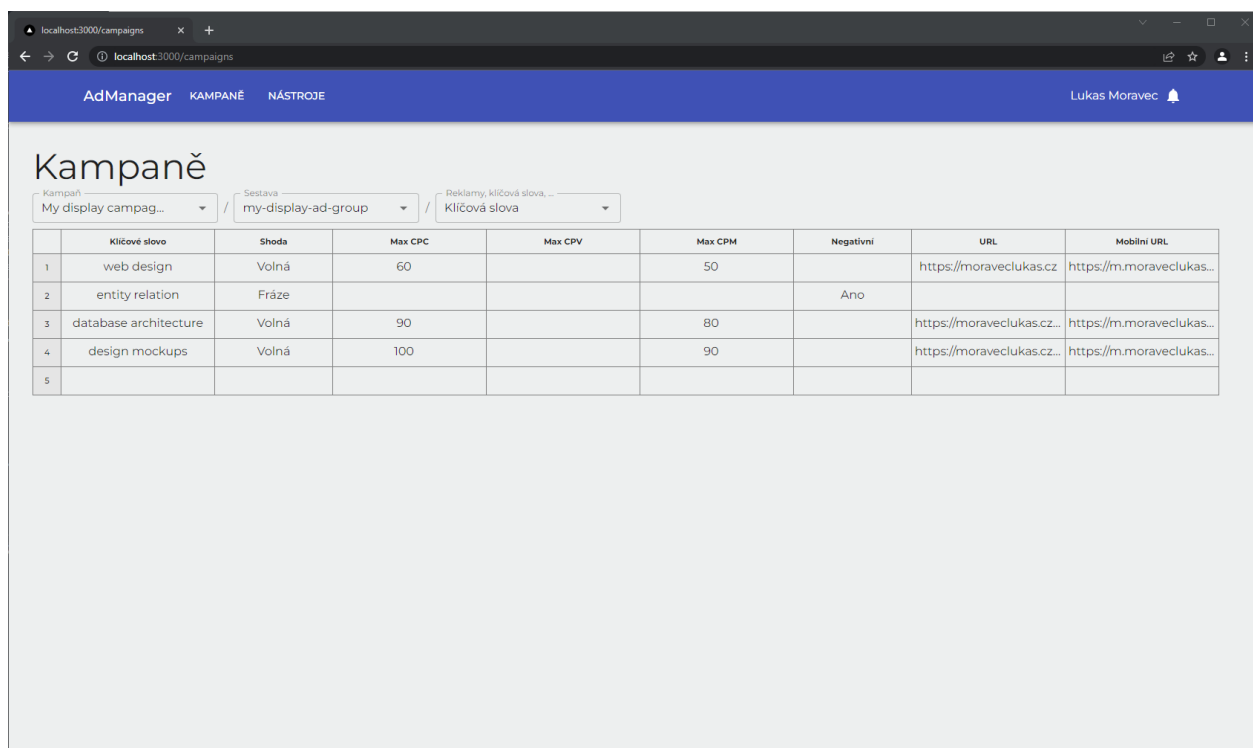 localhost:3000/campaigns
localhost:3000/campaigns
AdManager KAMPANĚ NÁSTROJE Lukas Moravec
Kampaně
Kampaň Sestava Reklamy, klíčová slova, ...
My display campag... / my-display-ad-group / Klíčová slova
Klíčové slovo Shoda Max CPC Max CPV Max CPM Negativní URL Mobilní URL
1 web design Volná 60 50 https://moraveclukas.cz https://m.moraveclukas...
2 entity relation Fráze Ano
3 database architecture Volná 90 80 https://moraveclukas.cz... https://m.moraveclukas...
4 design mockups Volná 100 90 https://moraveclukas.cz... https://m.moraveclukas...
5